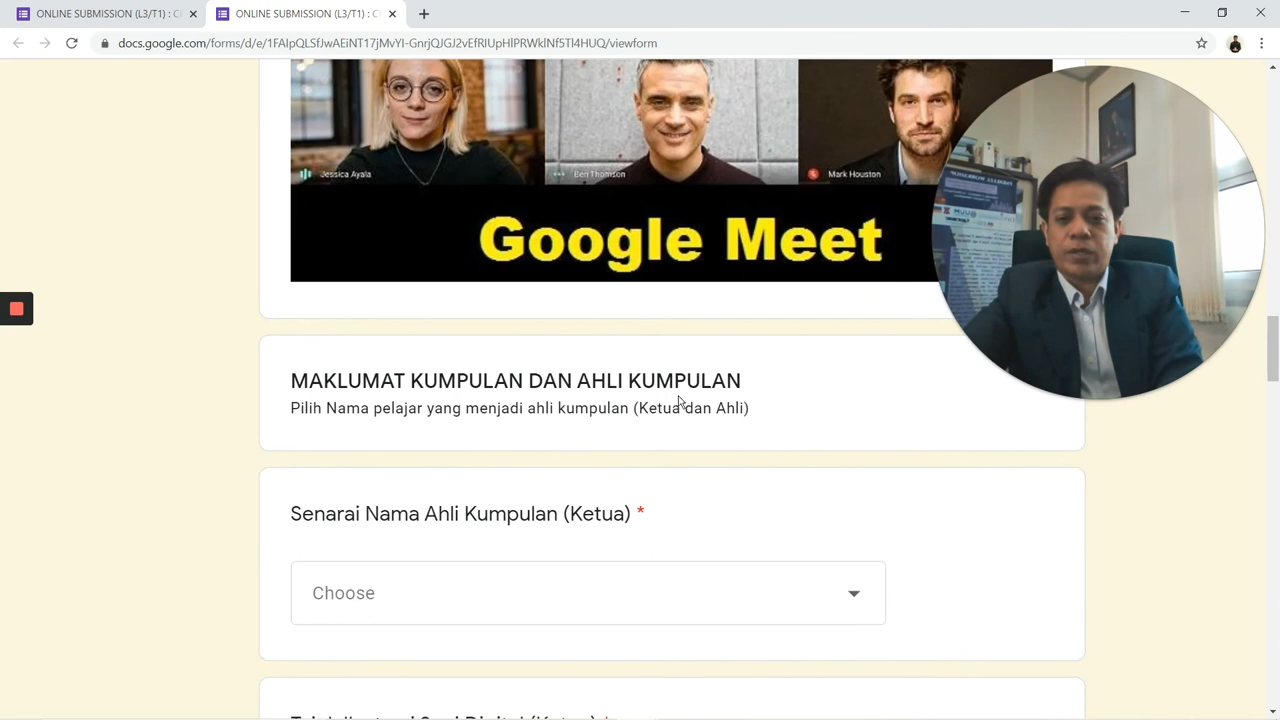 ONLINE SUBMISSION (L3/T1) : C
ONLINE SUBMISSION (L3/T1) : C
docs.google.com/forms/d/e/1FAIpQLSfJwAEiNT17jMvYI-GnrjQJGJ2vEfRIUpHlPRWklNf5Tl4HUQ/viewform
Jessica Ayala
Ben Thomson
Mark Houston
Google Meet
MAKLUMAT KUMPULAN DAN AHLI KUMPULAN
Pilih Nama pelajar yang menjadi ahli kumpulan (Ketua dan Ahli)
Senarai Nama Ahli Kumpulan (Ketua) *
Choose